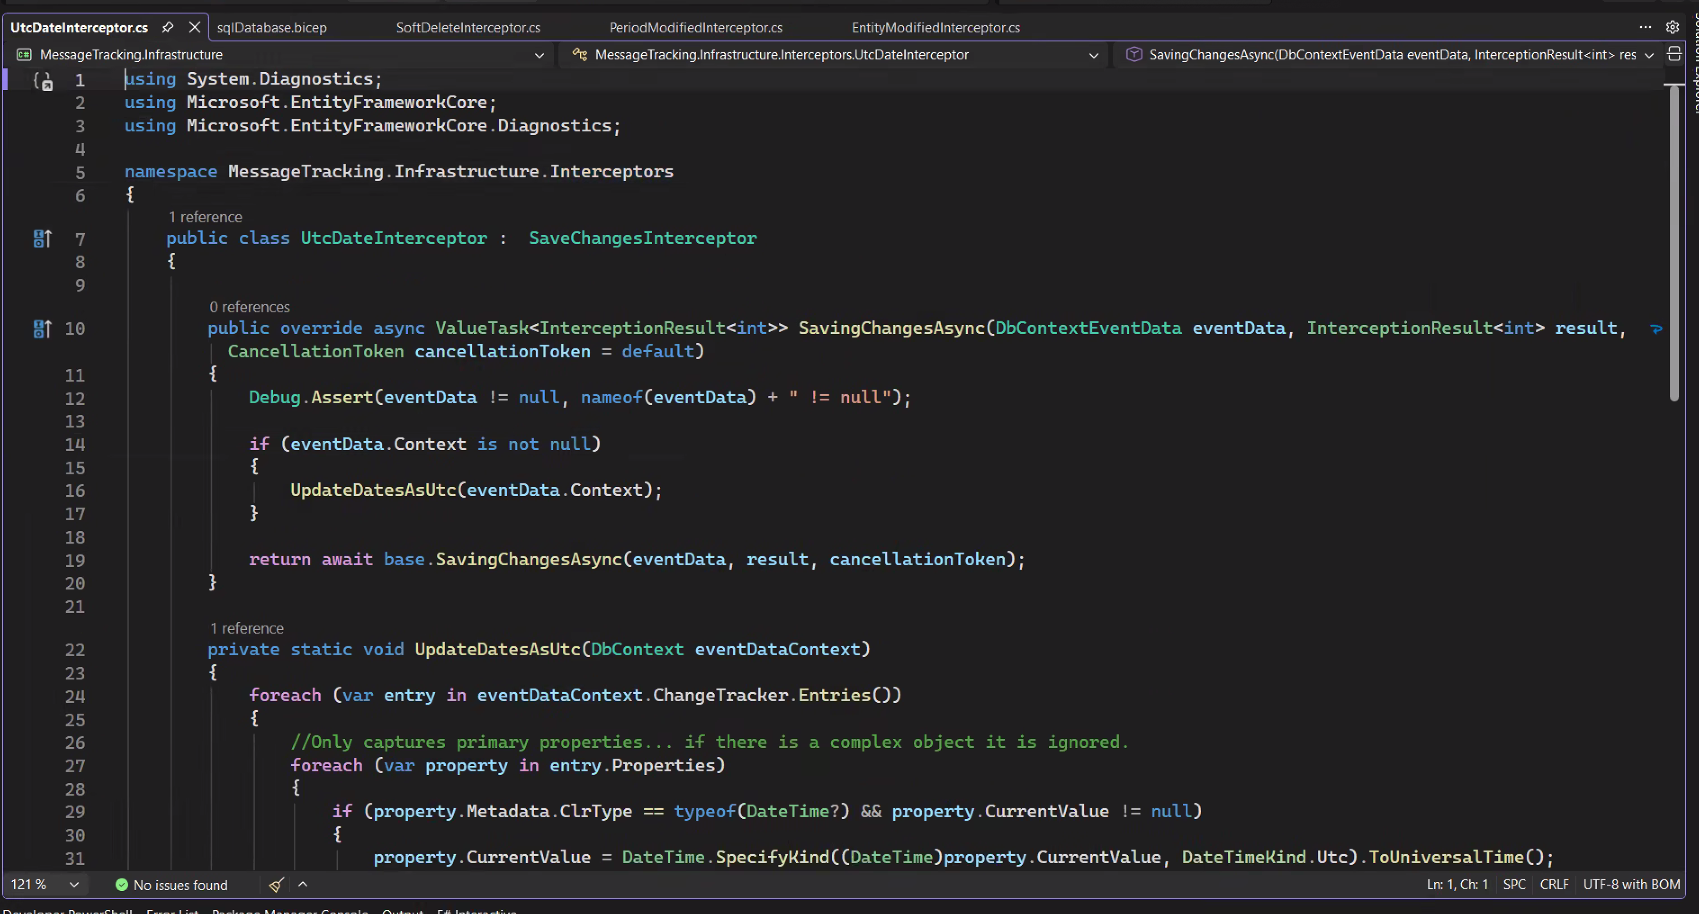 UtcDateInterceptor.cs sqlDatabase.bicep SoftDeleteInterceptor.cs PeriodModifiedInterceptor.cs EntityModifiedInterceptor.cs
MessageTracking.Infrastructure MessageTracking.Infrastructure.Interceptors.UtcDateInterceptor SavingChangesAsync(DbContextEventData eventData, InterceptionResult<int> res
1 using System.Diagnostics;
2 using Microsoft.EntityFrameworkCore;
3 using Microsoft.EntityFrameworkCore.Diagnostics;
4
5 namespace MessageTracking.Infrastructure.Interceptors
6 {
1 reference
7 public class UtcDateInterceptor :  SaveChangesInterceptor
8 {
9
0 references
10 public override async ValueTask<InterceptionResult<int>> SavingChangesAsync(DbContextEventData eventData, InterceptionResult<int> result,
CancellationToken cancellationToken = default)
11 {
12 Debug.Assert(eventData != null, nameof(eventData) + " != null");
13
14 if (eventData.Context is not null)
15 {
16 UpdateDatesAsUtc(eventData.Context);
17 }
18
19 return await base.SavingChangesAsync(eventData, result, cancellationToken);
20 }
21
1 reference
22 private static void UpdateDatesAsUtc(DbContext eventDataContext)
23 {
24 foreach (var entry in eventDataContext.ChangeTracker.Entries())
25 {
26 //Only captures primary properties... if there is a complex object it is ignored.
27 foreach (var property in entry.Properties)
28 {
29 if (property.Metadata.ClrType == typeof(DateTime?) && property.CurrentValue != null)
30 {
31 property.CurrentValue = DateTime.SpecifyKind((DateTime)property.CurrentValue, DateTimeKind.Utc).ToUniversalTime();
121 % No issues found Ln: 1, Ch: 1 SPC CRLF UTF-8 with BOM
Developer PowerShell Error List Package Manager Console Output F# Interactive